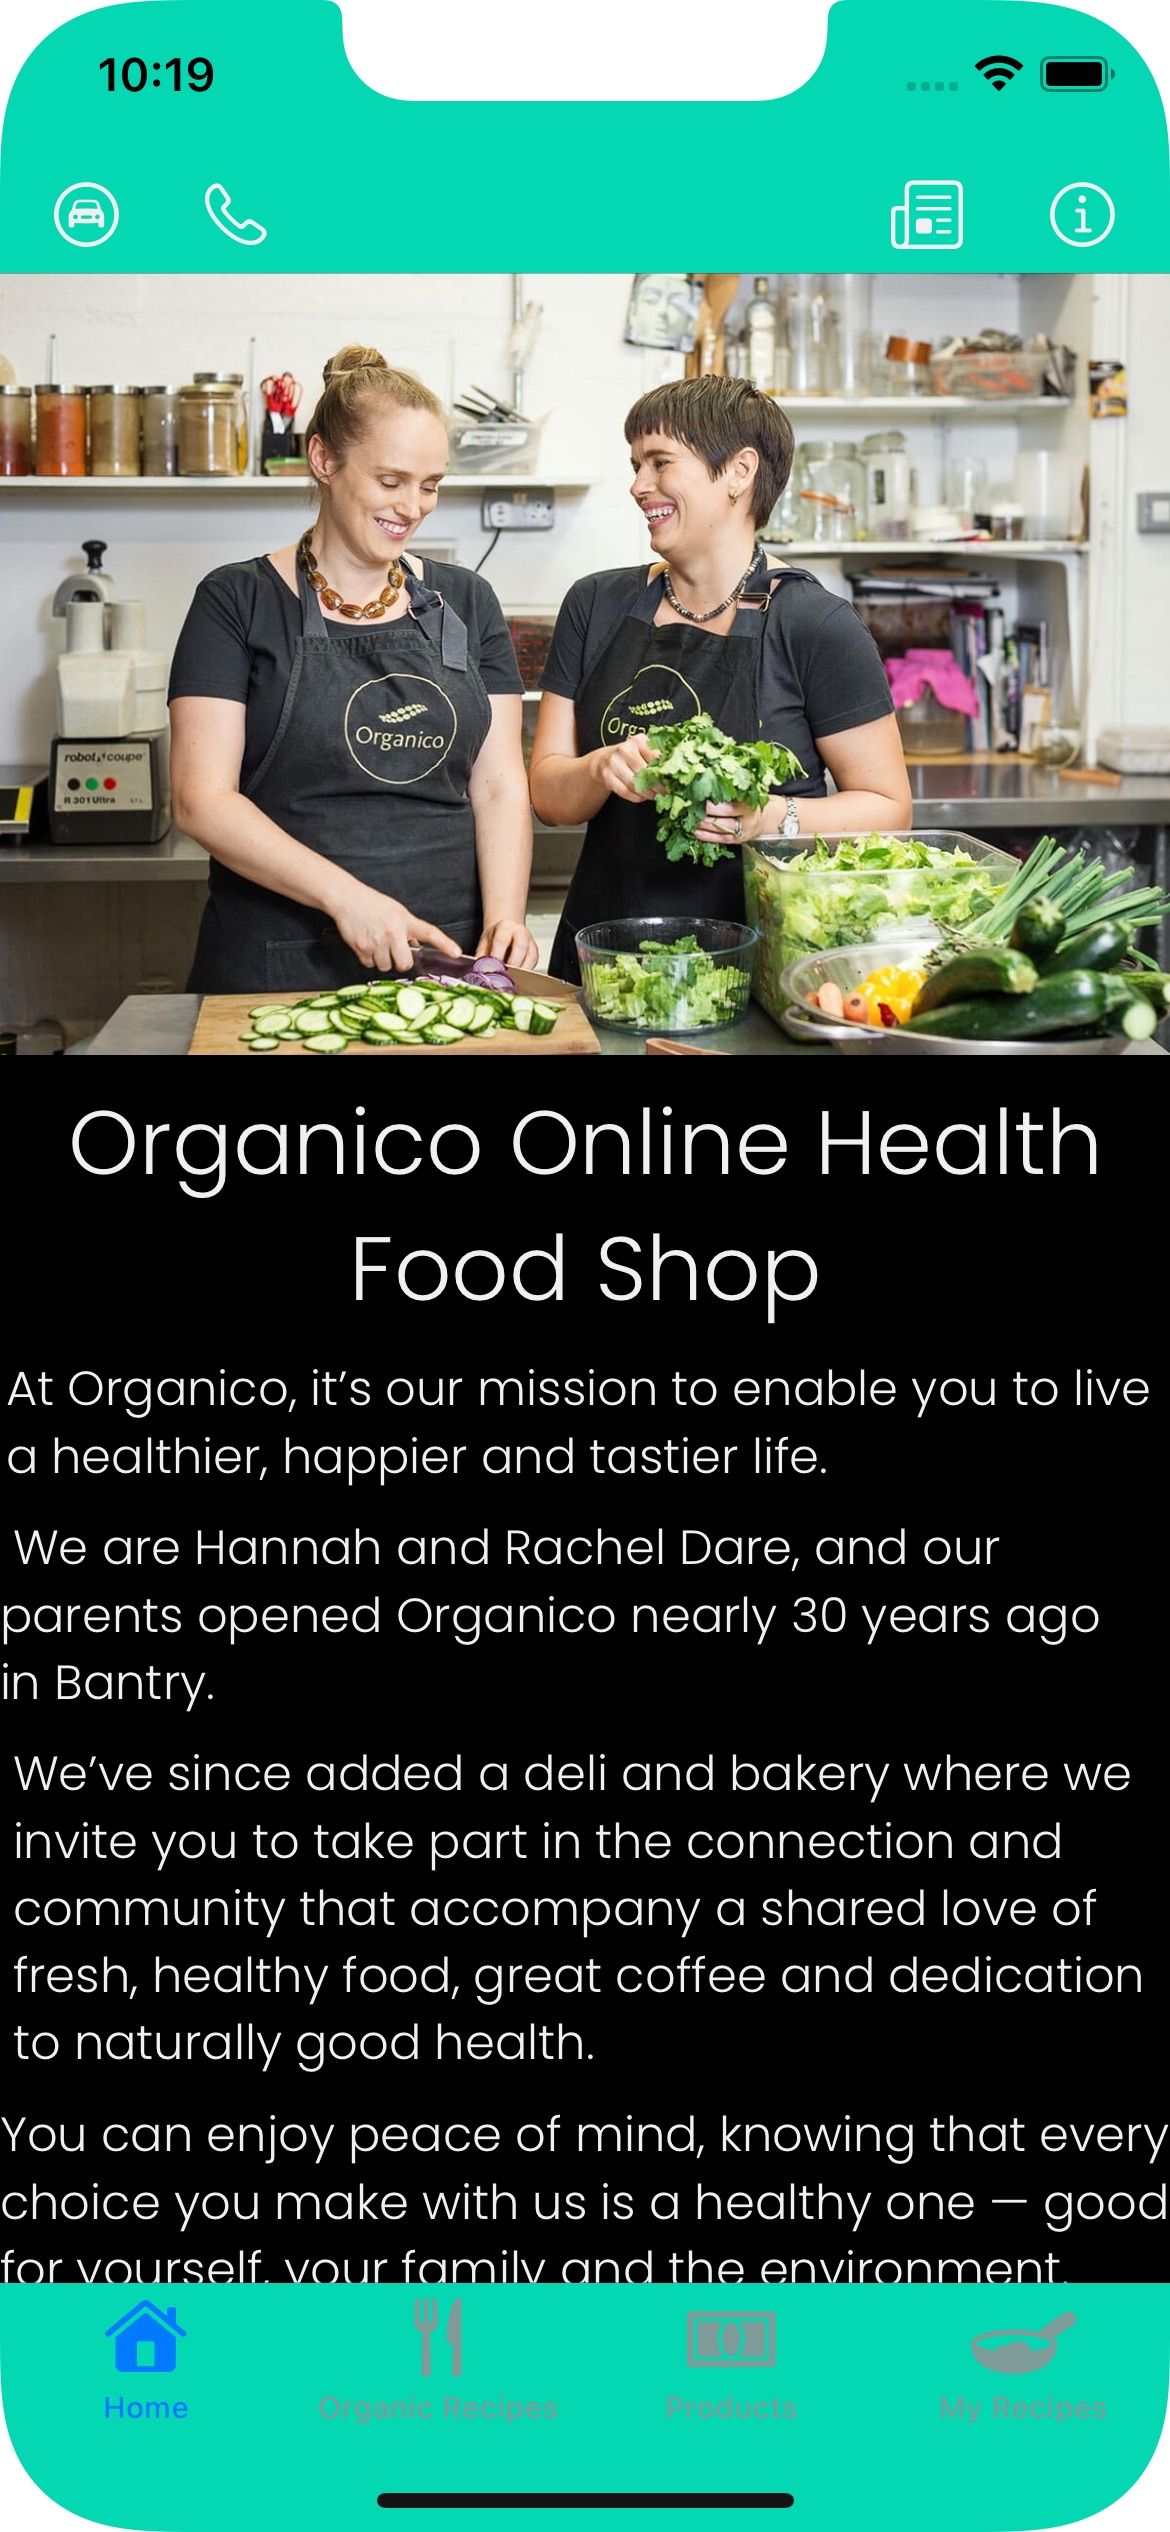 10:19
robot coupe
R 301 Ultra
Organico
Organico Online Health
Food Shop
At Organico, it’s our mission to enable you to live
a healthier, happier and tastier life.
We are Hannah and Rachel Dare, and our
parents opened Organico nearly 30 years ago
in Bantry.
We’ve since added a deli and bakery where we
invite you to take part in the connection and
community that accompany a shared love of
fresh, healthy food, great coffee and dedication
to naturally good health.
You can enjoy peace of mind, knowing that every
choice you make with us is a healthy one — good
for yourself, your family and the environment.
Home
Organic Recipes
Products
My Recipes